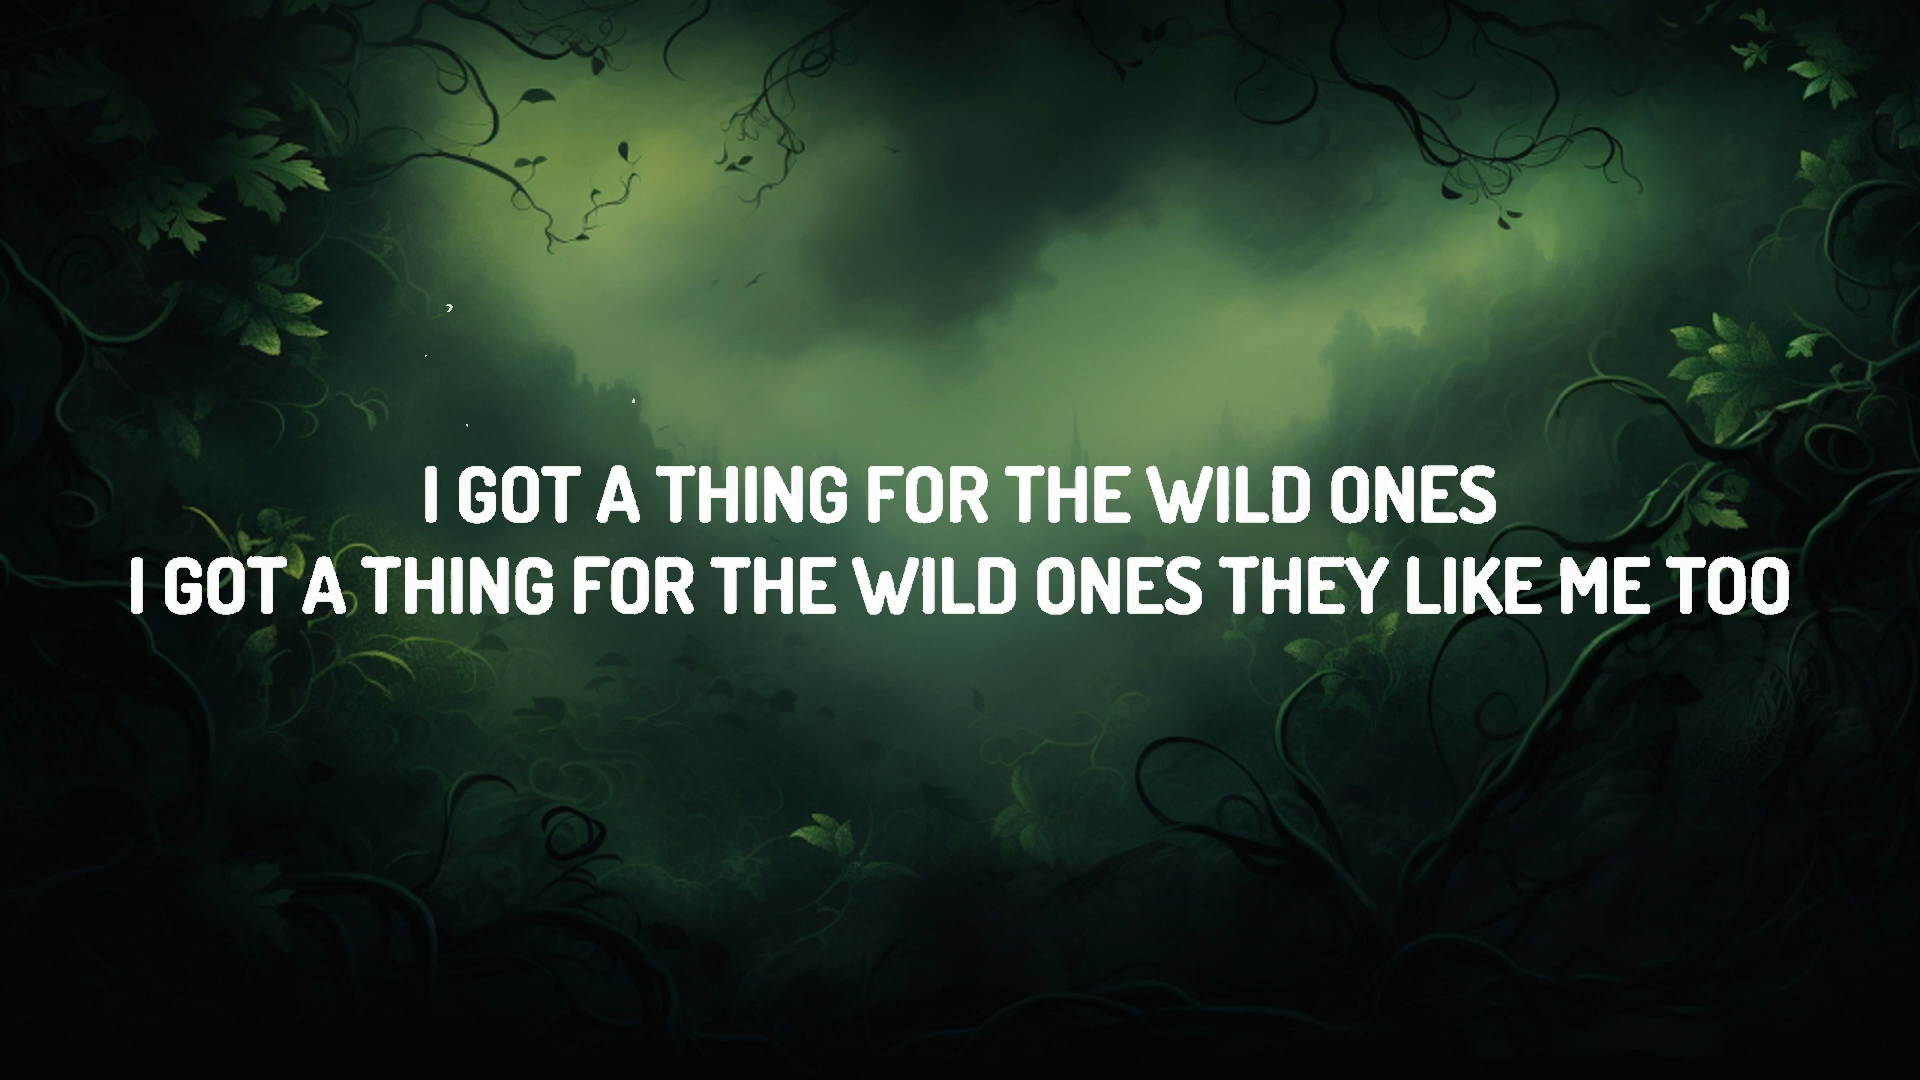 I GOT A THING FOR THE WILD ONES
I GOT A THING FOR THE WILD ONES THEY LIKE ME TOO